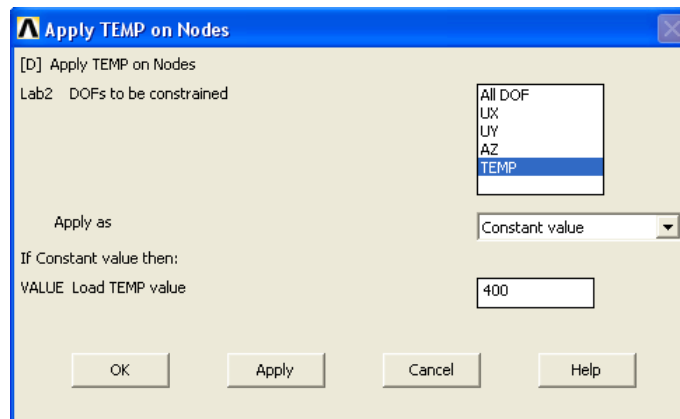 Apply TEMP on Nodes
[D] Apply TEMP on Nodes
Lab2 DOFs to be constrained
All DOF
UX
UY
AZ
TEMP
Apply as
Constant value
If Constant value then:
VALUE Load TEMP value
400
OK Apply Cancel Help